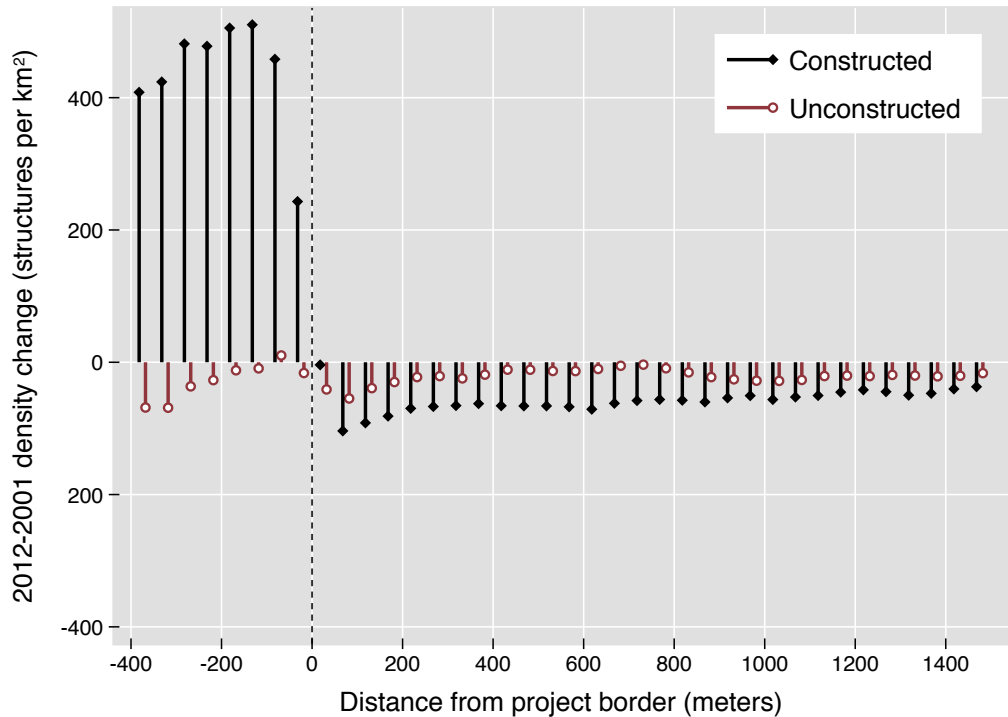 Constructed
Unconstructed
2012-2001 density change (structures per km²)
400
200
0
200
-400
-400 -200 0 200 400 600 800 1000 1200 1400
Distance from project border (meters)